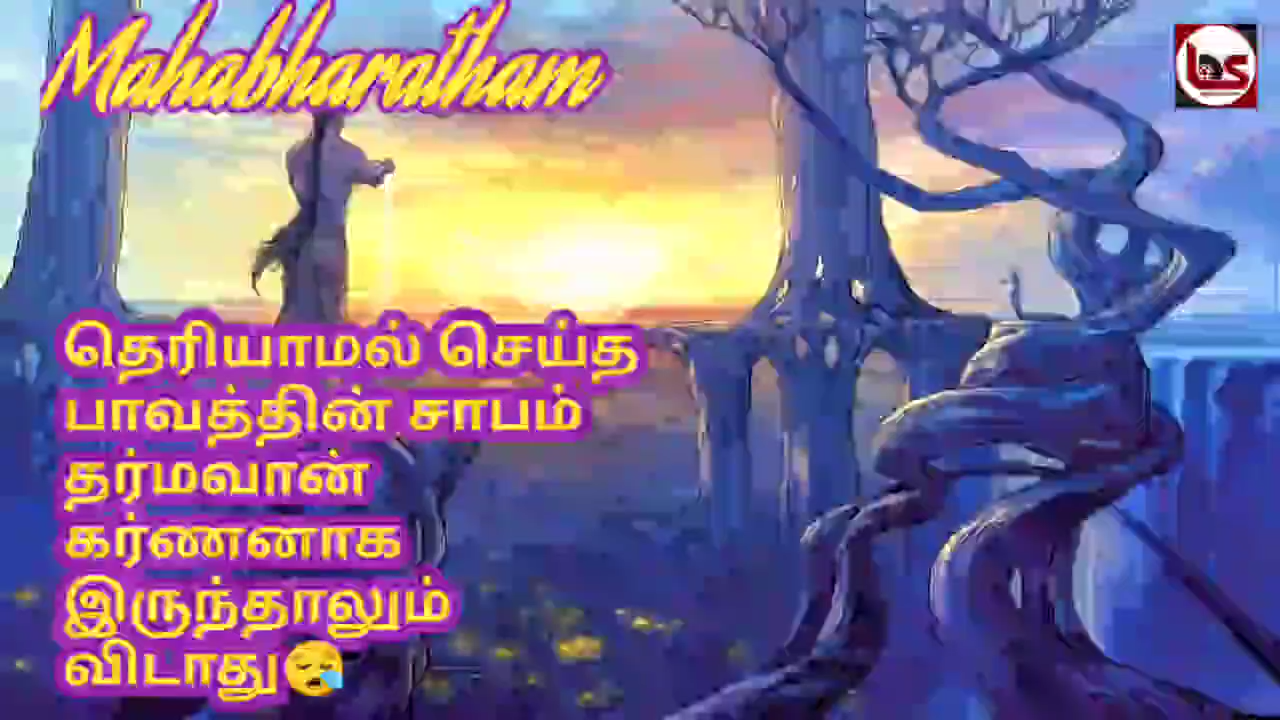 Mahabharatham
தெரியாமல் செய்த
பாவத்தின் சாபம்
தர்மவான்
கர்ணனாக
இருந்தாலும்
விடாது😪